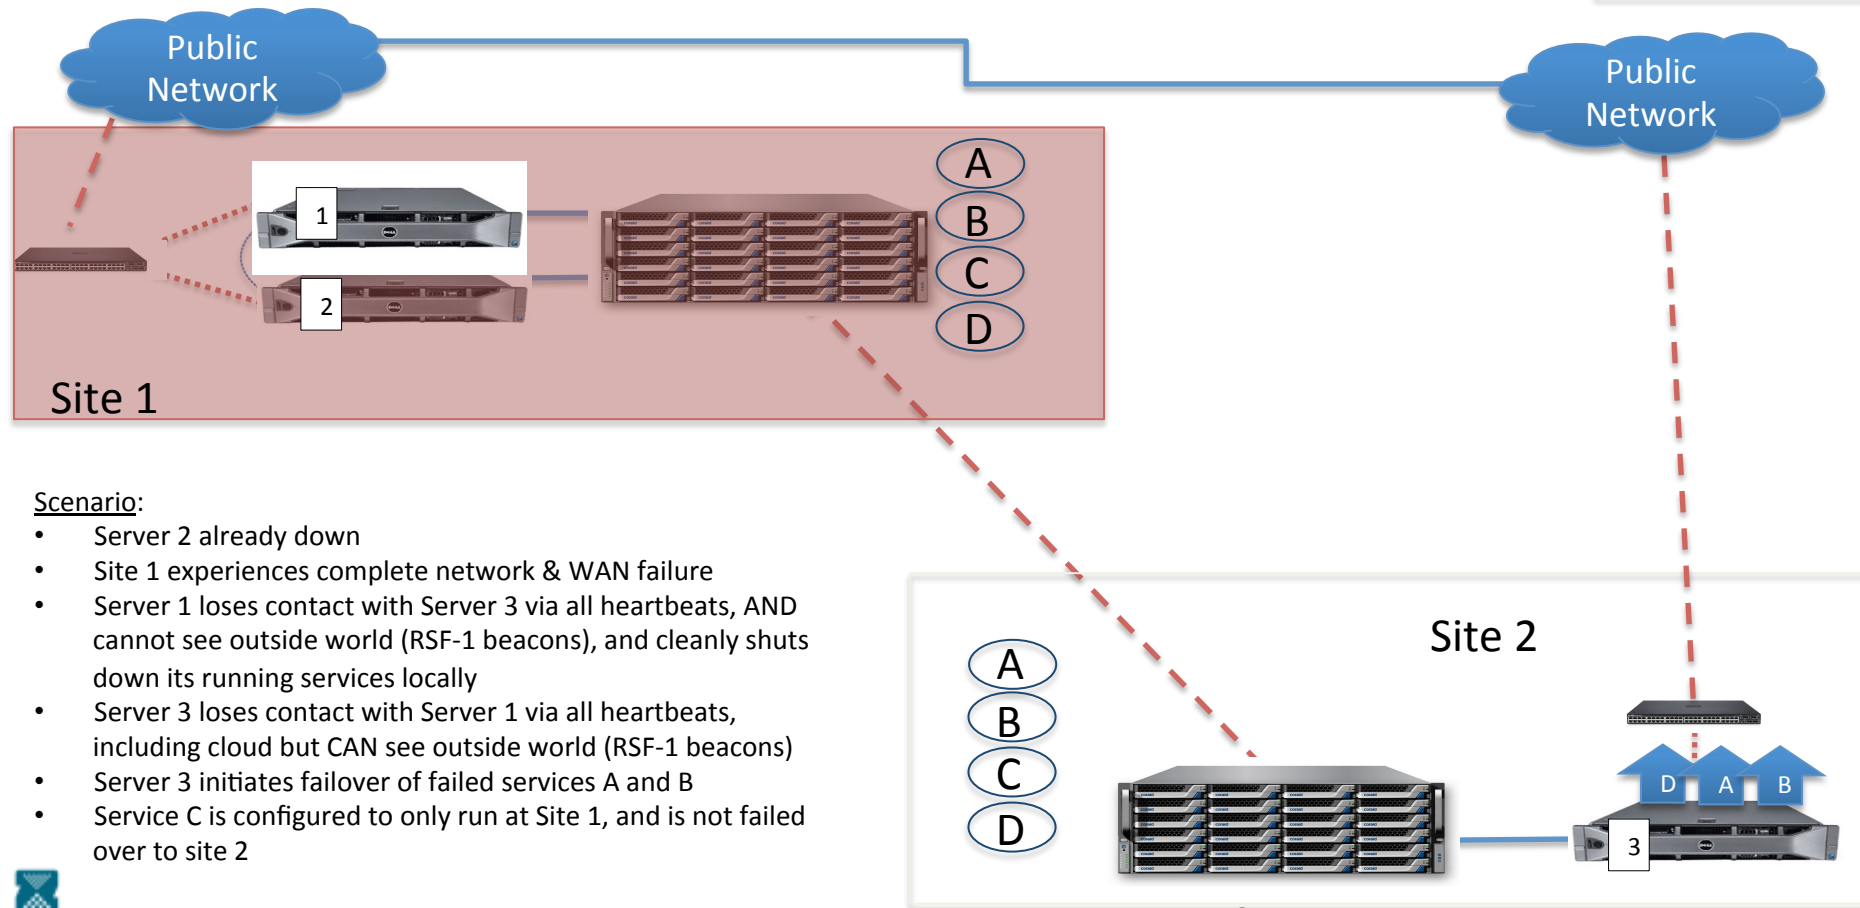 Public
Network
Public
Network
1
2
A
B
C
D
Site 1
Scenario:
• Server 2 already down
• Site 1 experiences complete network & WAN failure
• Server 1 loses contact with Server 3 via all heartbeats, AND
cannot see outside world (RSF-1 beacons), and cleanly shuts
down its running services locally
• Server 3 loses contact with Server 1 via all heartbeats,
including cloud but CAN see outside world (RSF-1 beacons)
• Server 3 initiates failover of failed services A and B
• Service C is configured to only run at Site 1, and is not failed
over to site 2
Site 2
A
B
C
D
D A B
3